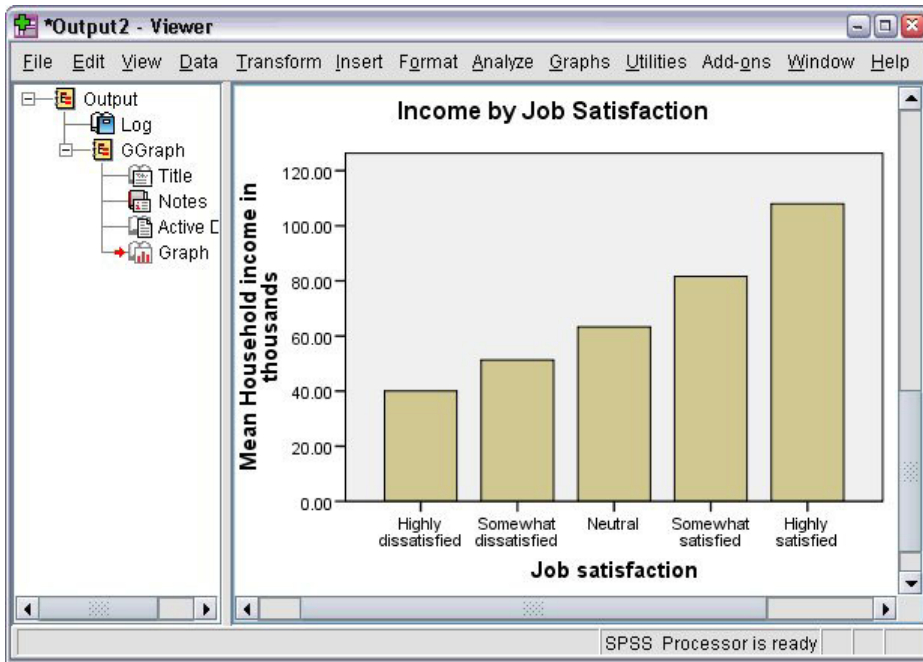 *Output2 - Viewer
File Edit View Data Transform Insert Format Analyze Graphs Utilities Add-ons Window Help
Output
Log
GGraph
Title
Notes
Active D
Graph
Income by Job Satisfaction
Mean Household income in
thousands
120.00
100.00
80.00
60.00
40.00
20.00
0.00
Highly
dissatisfied
Somewhat
dissatisfied
Neutral
Somewhat
satisfied
Highly
satisfied
Job satisfaction
SPSS Processor is ready